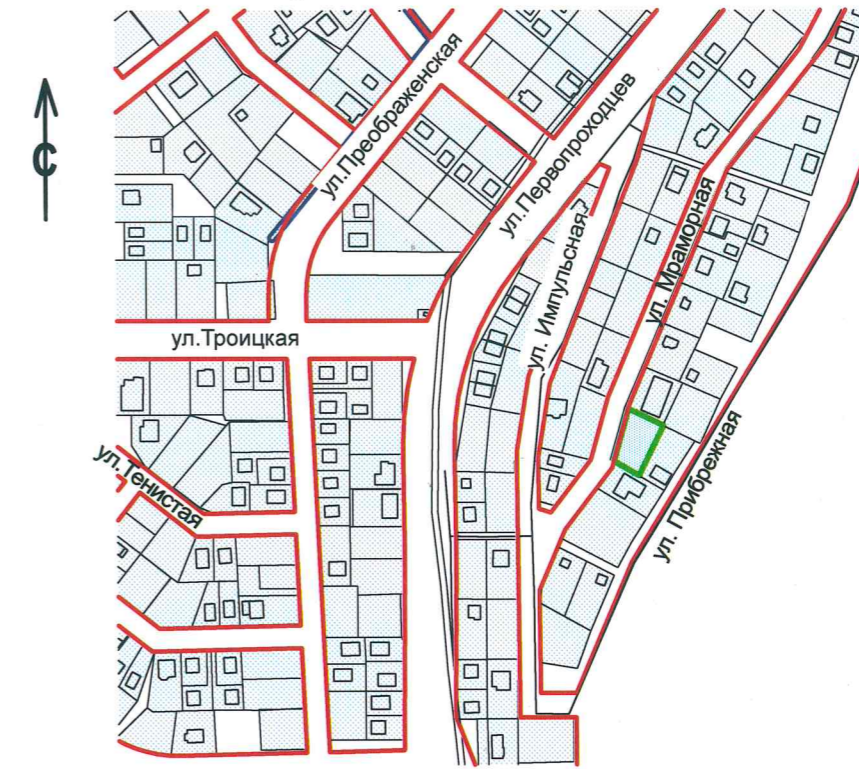 ул.Преображенская
ул.Первопроходцев
С
ул. Мраморная
ул. Импульсная
ул.Троицкая
ул. Прибрежная
ул.Тенистая